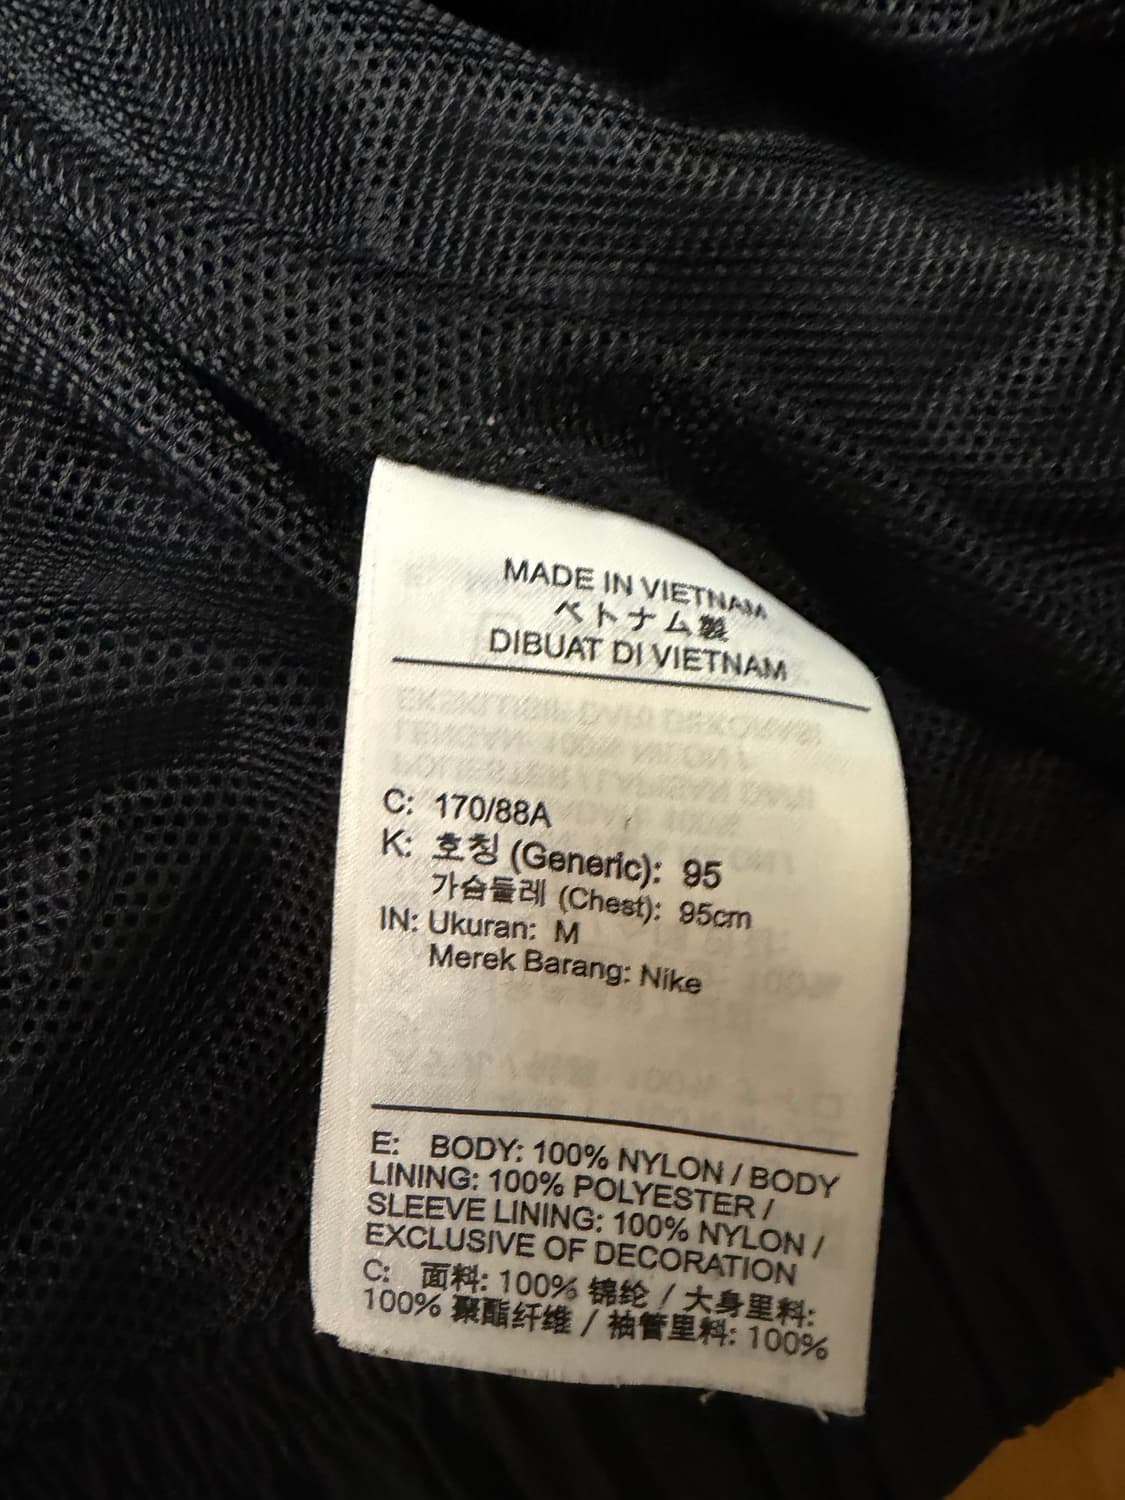 MADE IN VIETNAM
ベトナム製
DIBUAT DI VIETNAM
C: 170/88A
K: 호칭 (Generic): 95
가슴둘레 (Chest): 95cm
IN: Ukuran: M
Merek Barang: Nike
E: BODY: 100% NYLON / BODY
LINING: 100% POLYESTER /
SLEEVE LINING: 100% NYLON /
EXCLUSIVE OF DECORATION
C: 面料: 100% 锦纶 / 大身里料:
100% 聚酯纤维 / 袖管里料: 100%